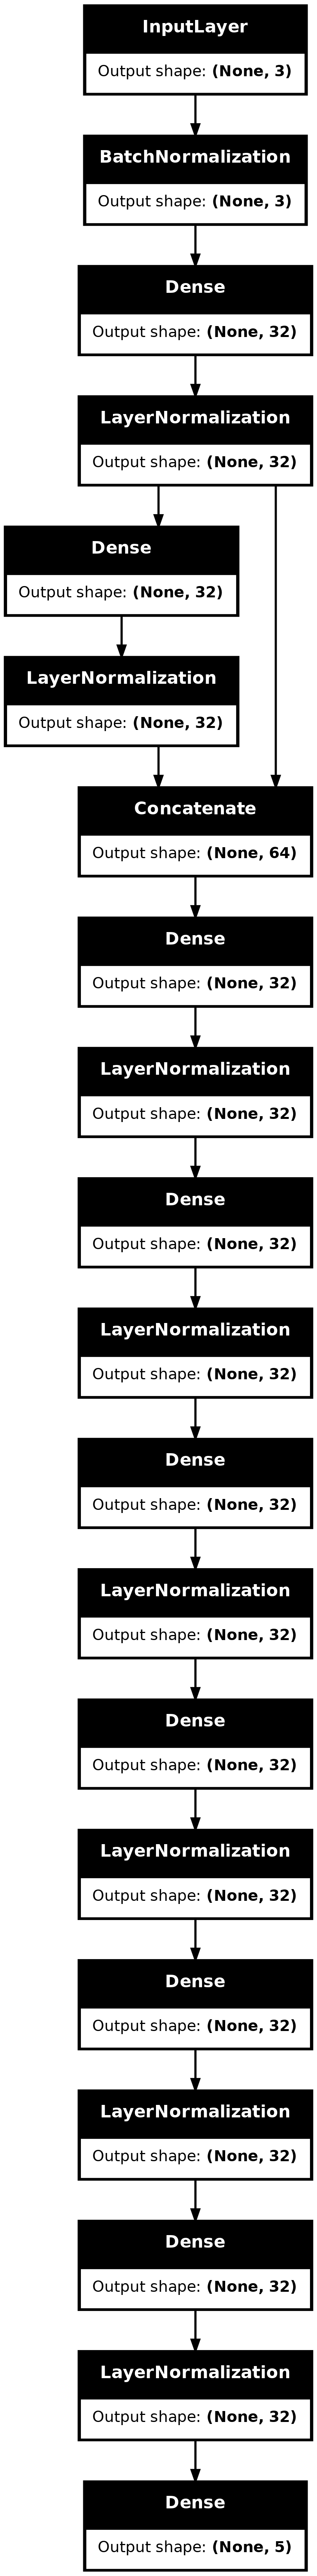 InputLayer
Output shape: (None, 3)
BatchNormalization
Output shape: (None, 3)
Dense
Output shape: (None, 32)
LayerNormalization
Output shape: (None, 32)
Dense
Output shape: (None, 32)
LayerNormalization
Output shape: (None, 32)
Concatenate
Output shape: (None, 64)
Dense
Output shape: (None, 32)
LayerNormalization
Output shape: (None, 32)
Dense
Output shape: (None, 32)
LayerNormalization
Output shape: (None, 32)
Dense
Output shape: (None, 32)
LayerNormalization
Output shape: (None, 32)
Dense
Output shape: (None, 32)
LayerNormalization
Output shape: (None, 32)
Dense
Output shape: (None, 32)
LayerNormalization
Output shape: (None, 32)
Dense
Output shape: (None, 32)
LayerNormalization
Output shape: (None, 32)
Dense
Output shape: (None, 5)